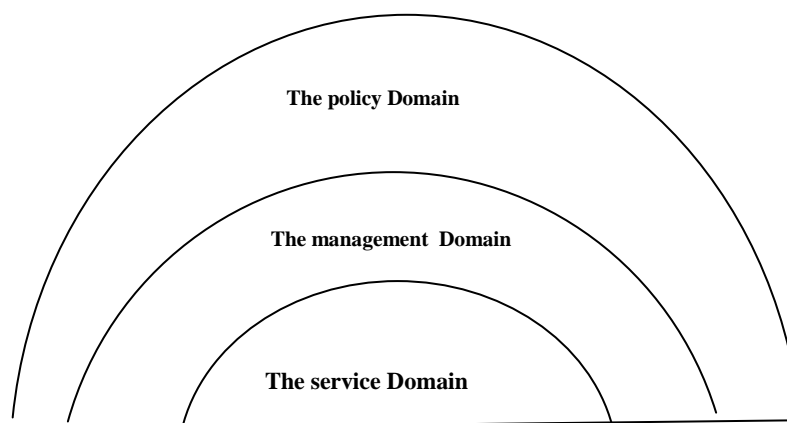 The policy Domain
The management Domain
The service Domain